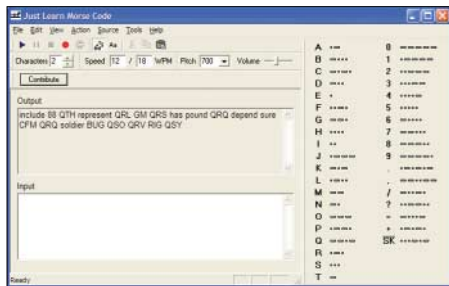 Just Learn Morse Code
File Edit View Action Source Tools Help
Characters 2 Speed 12 / 18 WPM Pitch 700 Volume
Contribute
Output
include 88 QTH represent QRL GM QRS has pound QRQ depend sure
CFM QRQ soldier BUG QSO QRV RIG QSY
Input
Ready
A ·− 0 −−−−−
B −··· 1 ·−−−−
C −·−· 2 ··−−−
D −·· 3 ···−−
E · 4 ····−
F ··−· 5 ·····
G −−· 6 −····
H ···· 7 −−···
I ·· 8 −−−··
J ·−−− 9 −−−−·
K −·− . ·−·−·−
L ·−·· , −−··−−
M −− / −··−·
N −· ? ··−−··
O −−− = −···−
P ·−−· + ·−·−·
Q −−·− SK ···−·−
R ·−·
S ···
T −